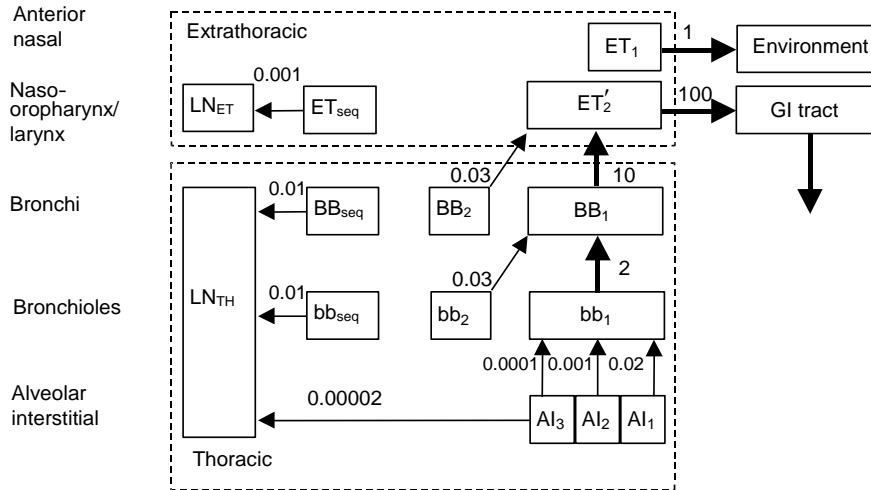 Anterior
nasal
Extrathoracic
ET1
1
Environment
Naso-
oropharynx/
larynx
LNET
0.001
ETseq
ET2′
100
GI tract
Bronchi
LNTH
0.01
BBseq
0.03
BB2
10
BB1
Bronchioles
0.01
bbseq
0.03
bb2
2
bb1
0.0001 0.001 0.02
Alveolar
interstitial
0.00002
AI3 AI2 AI1
Thoracic